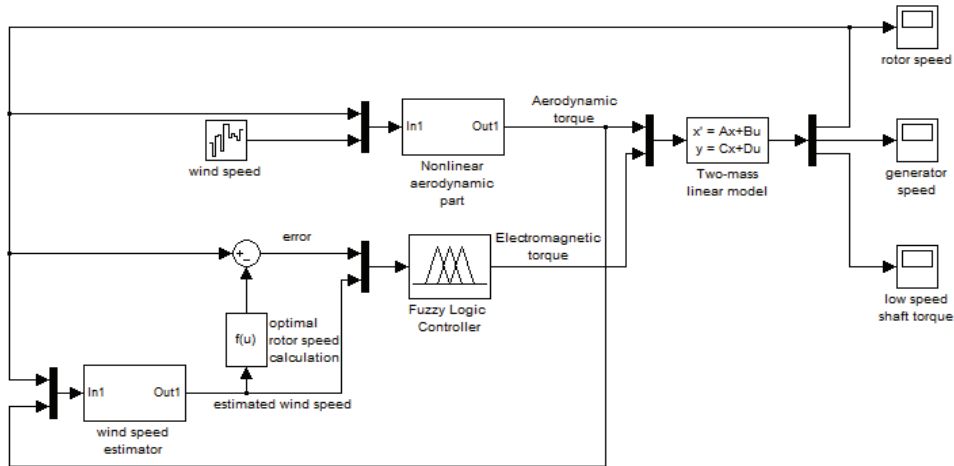 rotor speed
Aerodynamic
torque
In1
Out1
x' = Ax+Bu
y = Cx+Du
wind speed
Nonlinear
aerodynamic
part
Two-mass
linear model
generator
speed
error
Electromagnetic
torque
+
−
low speed
shaft torque
Fuzzy Logic
Controller
f(u)
optimal
rotor speed
calculation
In1
Out1
estimated wind speed
wind speed
estimator